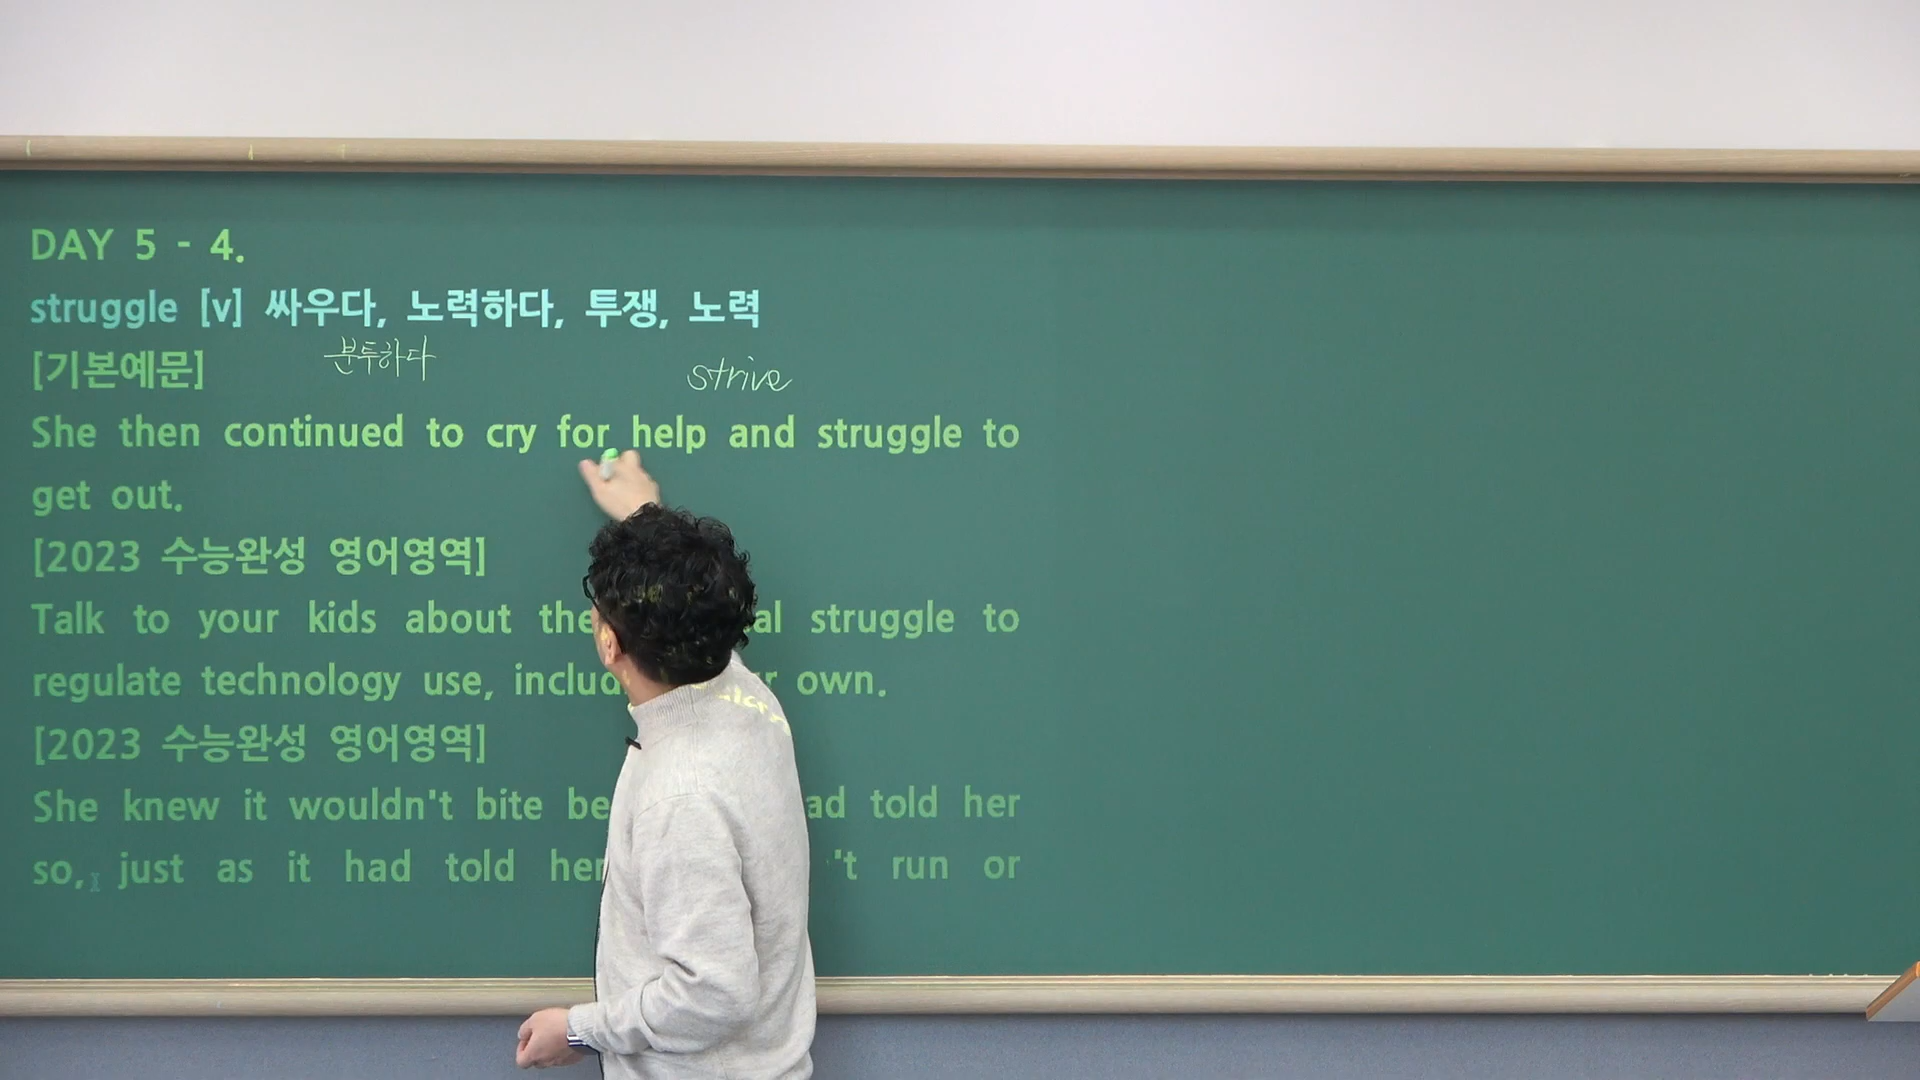 DAY 5 - 4.
struggle [v] 싸우다, 노력하다, 투쟁, 노력
분투하다
[기본예문]
strive
She then continued to cry for help and struggle to
get out.
[2023 수능완성 영어영역]
Talk to your kids about the al struggle to
regulate technology use, includ r own.
[2023 수능완성 영어영역]
She knew it wouldn't bite be ad told her
so, just as it had told her 't run or